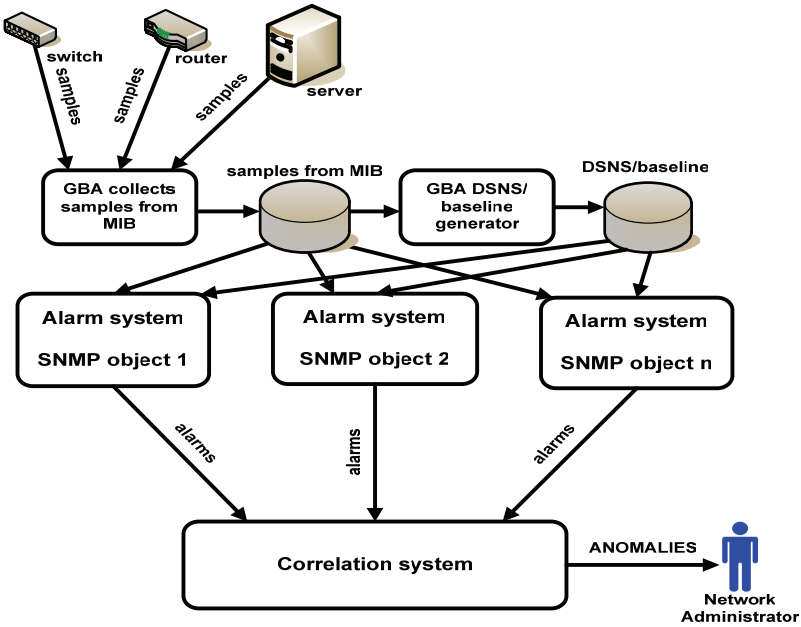 switch
router
server
samples
samples
samples
samples from MIB
DSNS/baseline
GBA collects
samples from
MIB
GBA DSNS/
baseline
generator
Alarm system
SNMP object 1
Alarm system
SNMP object 2
Alarm system
SNMP object n
alarms
alarms
alarms
Correlation system
ANOMALIES
Network
Administrator